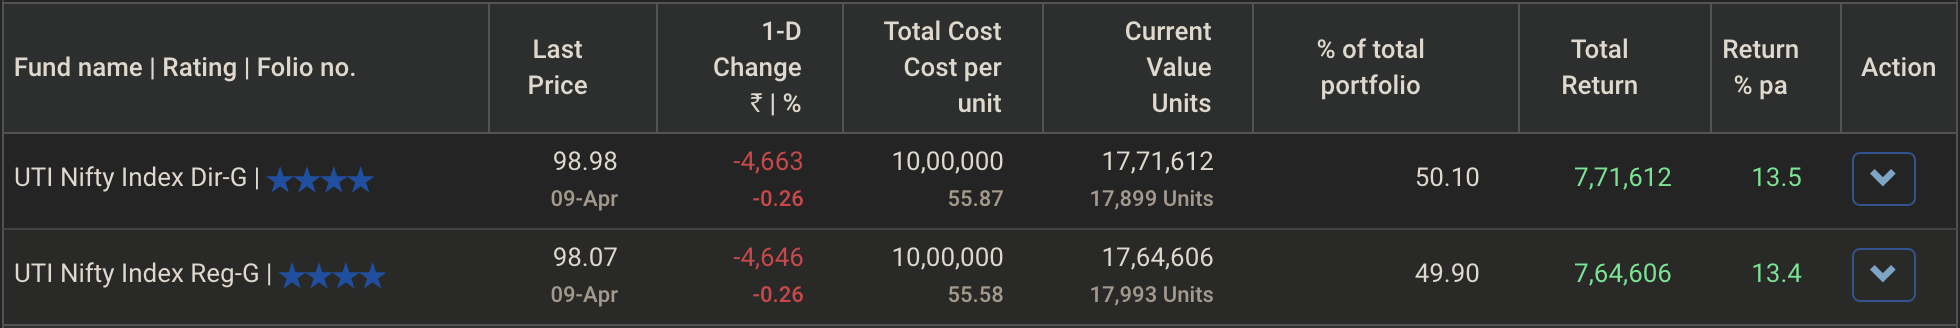 Fund name | Rating | Folio no.
Last
Price
1-D
Change
₹ | %
Total Cost
Cost per
unit
Current
Value
Units
% of total
portfolio
Total
Return
Return
% pa
Action
UTI Nifty Index Dir-G | ★★★★
98.98
09-Apr
-4,663
-0.26
10,00,000
55.87
17,71,612
17,899 Units
50.10
7,71,612
13.5
UTI Nifty Index Reg-G | ★★★★
98.07
09-Apr
-4,646
-0.26
10,00,000
55.58
17,64,606
17,993 Units
49.90
7,64,606
13.4